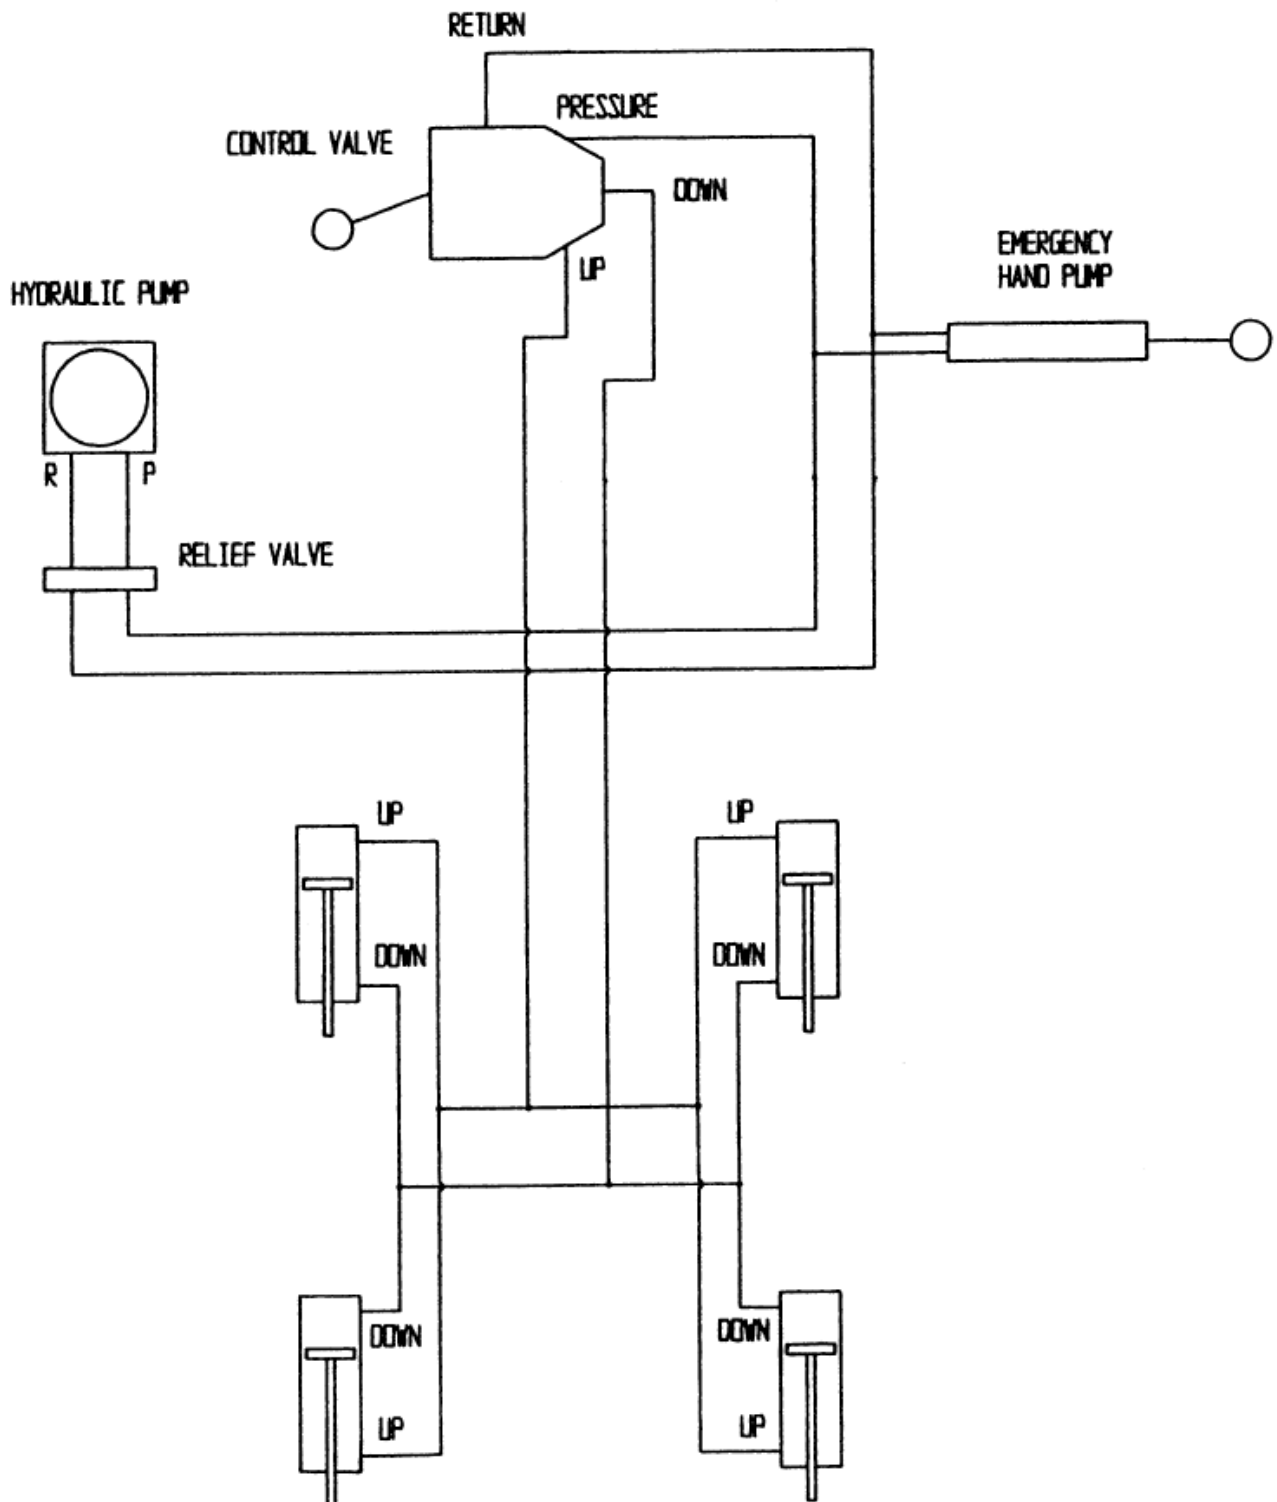 RETURN
PRESSURE
CONTROL VALVE
DOWN
EMERGENCY
HAND PUMP
UP
HYDRAULIC PUMP
R P
RELIEF VALVE
UP
UP
DOWN
DOWN
DOWN
DOWN
UP
UP